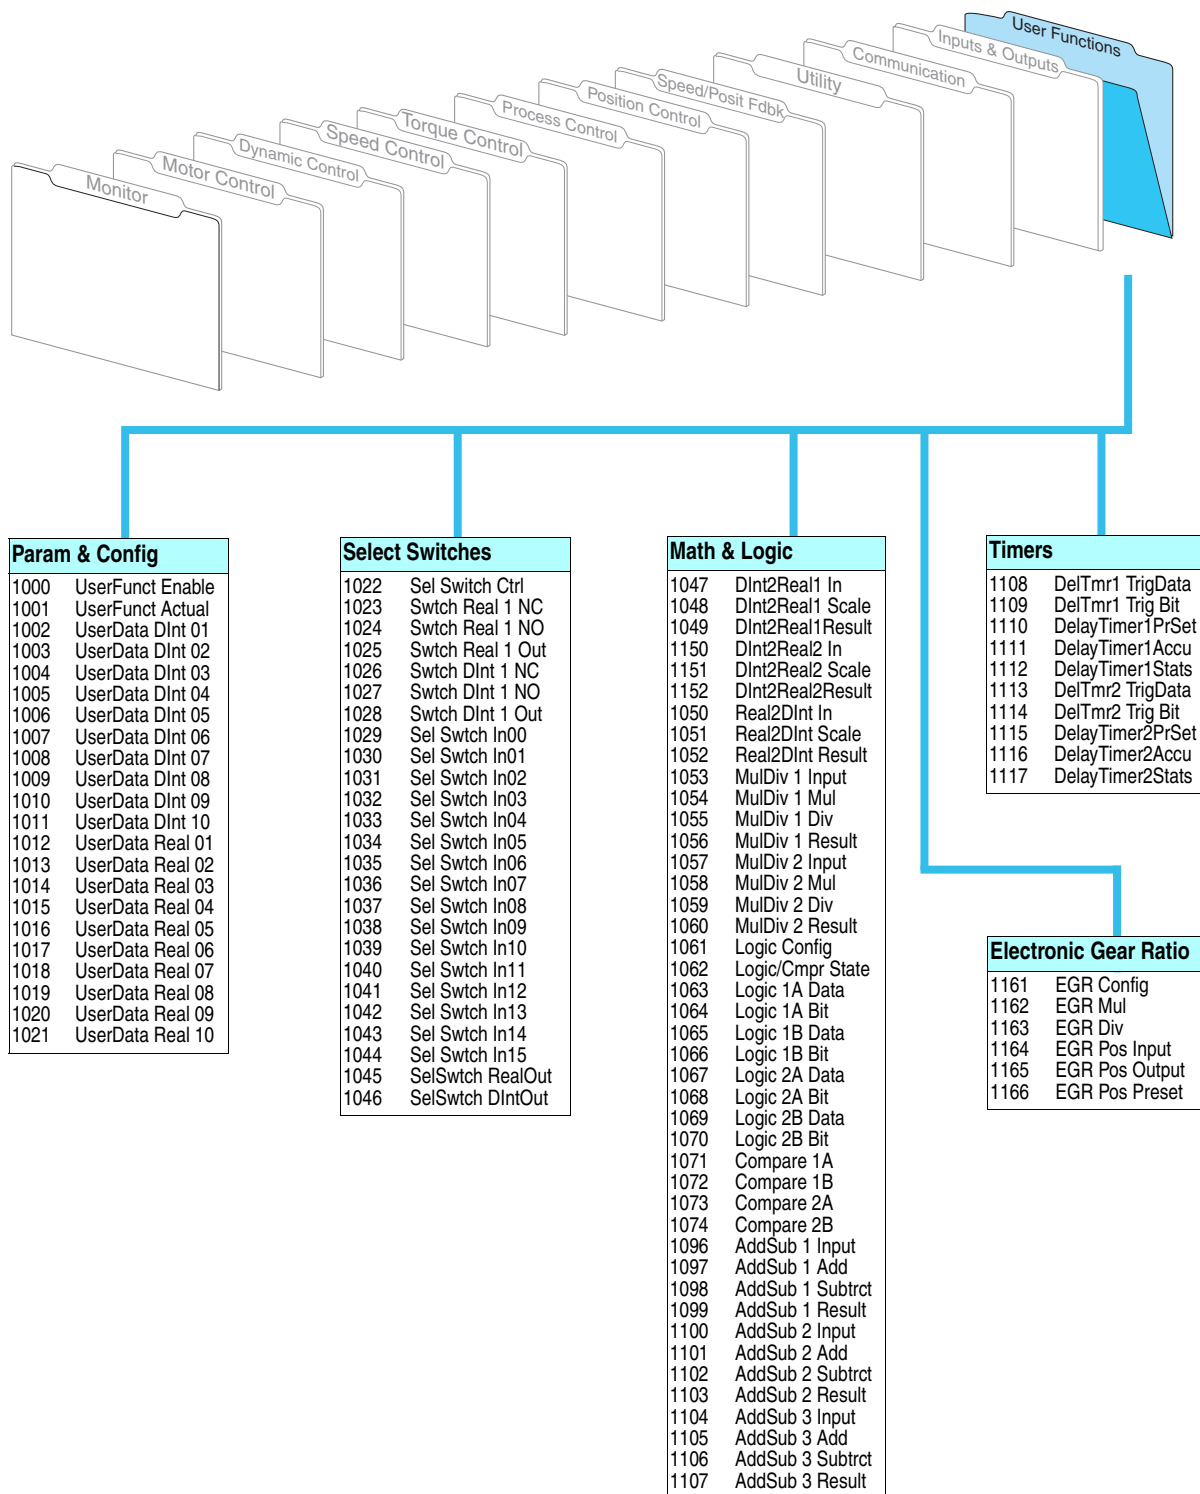 Monitor
Motor Control
Dynamic Control
Speed Control
Torque Control
Process Control
Position Control
Speed/Posit Fdbk
Utility
Communication
Inputs & Outputs
User Functions
Param & Config
1000 UserFunct Enable
1001 UserFunct Actual
1002 UserData DInt 01
1003 UserData DInt 02
1004 UserData DInt 03
1005 UserData DInt 04
1006 UserData DInt 05
1007 UserData DInt 06
1008 UserData DInt 07
1009 UserData DInt 08
1010 UserData DInt 09
1011 UserData DInt 10
1012 UserData Real 01
1013 UserData Real 02
1014 UserData Real 03
1015 UserData Real 04
1016 UserData Real 05
1017 UserData Real 06
1018 UserData Real 07
1019 UserData Real 08
1020 UserData Real 09
1021 UserData Real 10
Select Switches
1022 Sel Switch Ctrl
1023 Swtch Real 1 NC
1024 Swtch Real 1 NO
1025 Swtch Real 1 Out
1026 Swtch DInt 1 NC
1027 Swtch DInt 1 NO
1028 Swtch DInt 1 Out
1029 Sel Swtch In00
1030 Sel Swtch In01
1031 Sel Swtch In02
1032 Sel Swtch In03
1033 Sel Swtch In04
1034 Sel Swtch In05
1035 Sel Swtch In06
1036 Sel Swtch In07
1037 Sel Swtch In08
1038 Sel Swtch In09
1039 Sel Swtch In10
1040 Sel Swtch In11
1041 Sel Swtch In12
1042 Sel Swtch In13
1043 Sel Swtch In14
1044 Sel Swtch In15
1045 SelSwtch RealOut
1046 SelSwtch DIntOut
Math & Logic
1047 DInt2Real1 In
1048 DInt2Real1 Scale
1049 DInt2Real1Result
1150 DInt2Real2 In
1151 DInt2Real2 Scale
1152 DInt2Real2Result
1050 Real2DInt In
1051 Real2DInt Scale
1052 Real2DInt Result
1053 MulDiv 1 Input
1054 MulDiv 1 Mul
1055 MulDiv 1 Div
1056 MulDiv 1 Result
1057 MulDiv 2 Input
1058 MulDiv 2 Mul
1059 MulDiv 2 Div
1060 MulDiv 2 Result
1061 Logic Config
1062 Logic/Cmpr State
1063 Logic 1A Data
1064 Logic 1A Bit
1065 Logic 1B Data
1066 Logic 1B Bit
1067 Logic 2A Data
1068 Logic 2A Bit
1069 Logic 2B Data
1070 Logic 2B Bit
1071 Compare 1A
1072 Compare 1B
1073 Compare 2A
1074 Compare 2B
1096 AddSub 1 Input
1097 AddSub 1 Add
1098 AddSub 1 Subtrct
1099 AddSub 1 Result
1100 AddSub 2 Input
1101 AddSub 2 Add
1102 AddSub 2 Subtrct
1103 AddSub 2 Result
1104 AddSub 3 Input
1105 AddSub 3 Add
1106 AddSub 3 Subtrct
1107 AddSub 3 Result
Timers
1108 DelTmr1 TrigData
1109 DelTmr1 Trig Bit
1110 DelayTimer1PrSet
1111 DelayTimer1Accu
1112 DelayTimer1Stats
1113 DelTmr2 TrigData
1114 DelTmr2 Trig Bit
1115 DelayTimer2PrSet
1116 DelayTimer2Accu
1117 DelayTimer2Stats
Electronic Gear Ratio
1161 EGR Config
1162 EGR Mul
1163 EGR Div
1164 EGR Pos Input
1165 EGR Pos Output
1166 EGR Pos Preset